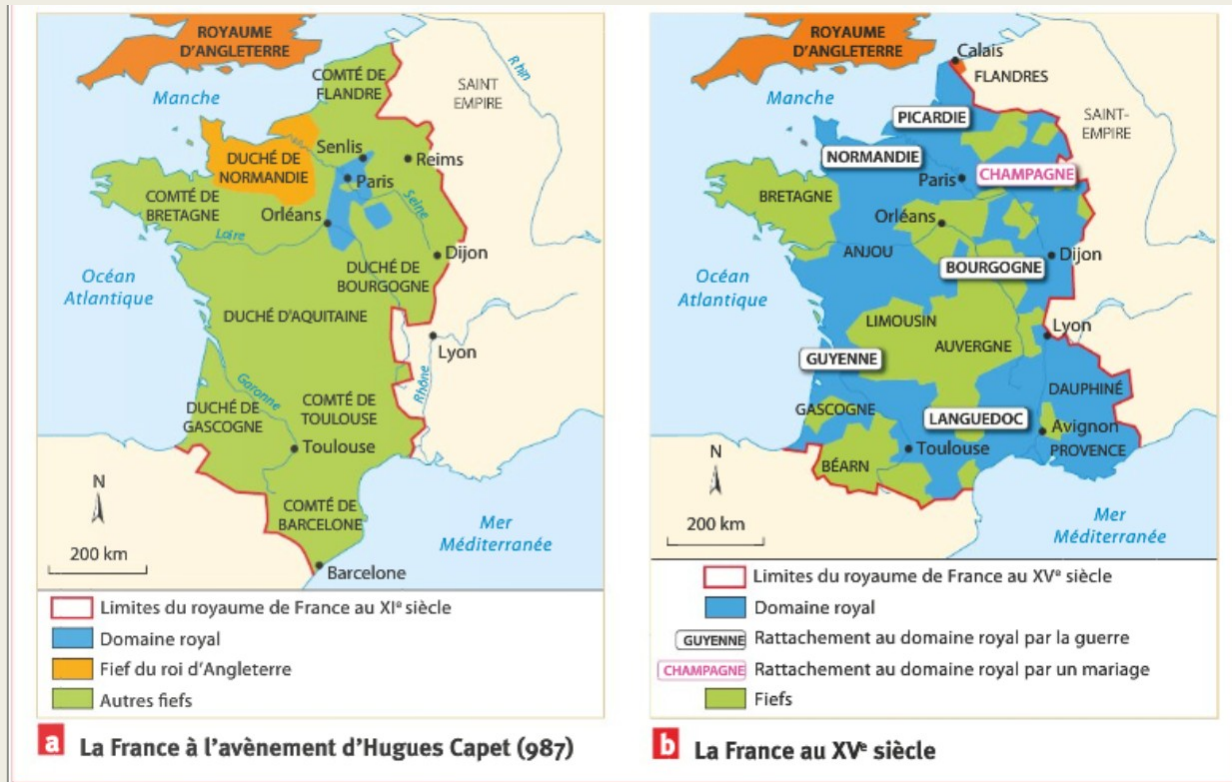 ROYAUME
D'ANGLETERRE
COMTÉ DE
FLANDRE
Rhin
SAINT
EMPIRE
Manche
Senlis
Reims
DUCHÉ DE
NORMANDIE
Paris
COMTÉ DE
BRETAGNE
Orléans
Seine
Loire
Dijon
DUCHÉ DE
BOURGOGNE
Océan
Atlantique
DUCHÉ D'AQUITAINE
Lyon
Rhône
Garonne
DUCHÉ DE
GASCOGNE
COMTÉ DE
TOULOUSE
Toulouse
N
COMTÉ DE
BARCELONE
Mer
Méditerranée
200 km
Barcelone
Limites du royaume de France au XIe siècle
Domaine royal
Fief du roi d'Angleterre
Autres fiefs
a La France à l'avènement d'Hugues Capet (987)
ROYAUME
D'ANGLETERRE
Calais
FLANDRES
Rhin
Manche
PICARDIE
SAINT-
EMPIRE
NORMANDIE
Paris
CHAMPAGNE
BRETAGNE
Orléans
ANJOU
Dijon
BOURGOGNE
Océan
Atlantique
LIMOUSIN
Lyon
AUVERGNE
GUYENNE
DAUPHINÉ
GASCOGNE
LANGUEDOC
Avignon
Toulouse
PROVENCE
BÉARN
N
200 km
Mer
Méditerranée
Limites du royaume de France au XVe siècle
Domaine royal
GUYENNE Rattachement au domaine royal par la guerre
CHAMPAGNE Rattachement au domaine royal par un mariage
Fiefs
b La France au XVe siècle